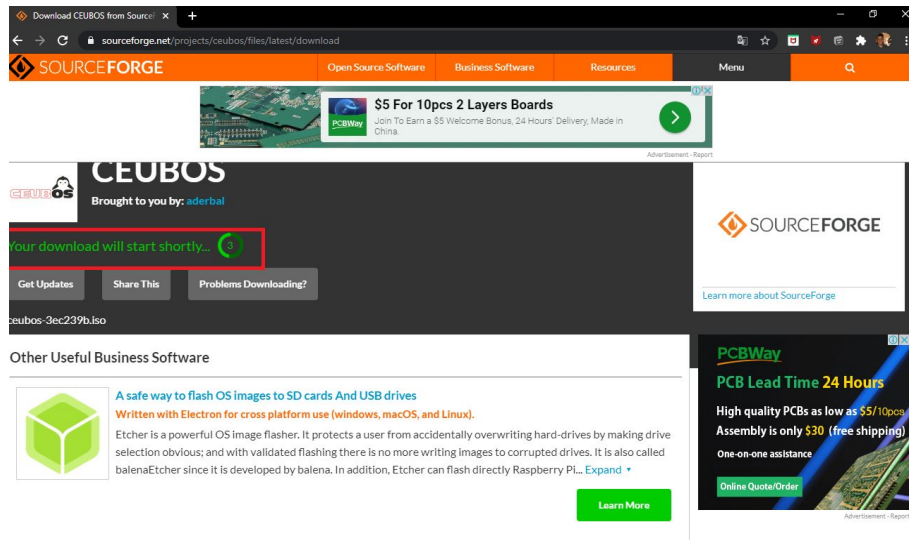 Download CEUBOS from SourceF
sourceforge.net/projects/ceubos/files/latest/download
SOURCEFORGE
Open Source Software
Business Software
Resources
Menu
PCBWay
$5 For 10pcs 2 Layers Boards
Join To Earn a $5 Welcome Bonus, 24 Hours' Delivery, Made in
China.
Advertisement - Report
CEUBOS
CEUBOS
Brought to you by: aderbal
Your download will start shortly... 3
Get Updates
Share This
Problems Downloading?
ceubos-3ec239b.iso
SOURCEFORGE
Learn more about SourceForge
Other Useful Business Software
A safe way to flash OS images to SD cards And USB drives
Written with Electron for cross platform use (windows, macOS, and Linux).
Etcher is a powerful OS image flasher. It protects a user from accidentally overwriting hard-drives by making drive
selection obvious; and with validated flashing there is no more writing images to corrupted drives. It is also called
balenaEtcher since it is developed by balena. In addition, Etcher can flash directly Raspberry Pi... Expand
Learn More
PCBWay
PCB Lead Time 24 Hours
High quality PCBs as low as $5/10pcs
Assembly is only $30 (free shipping)
One-on-one assistance
Online Quote/Order
Advertisement - Report